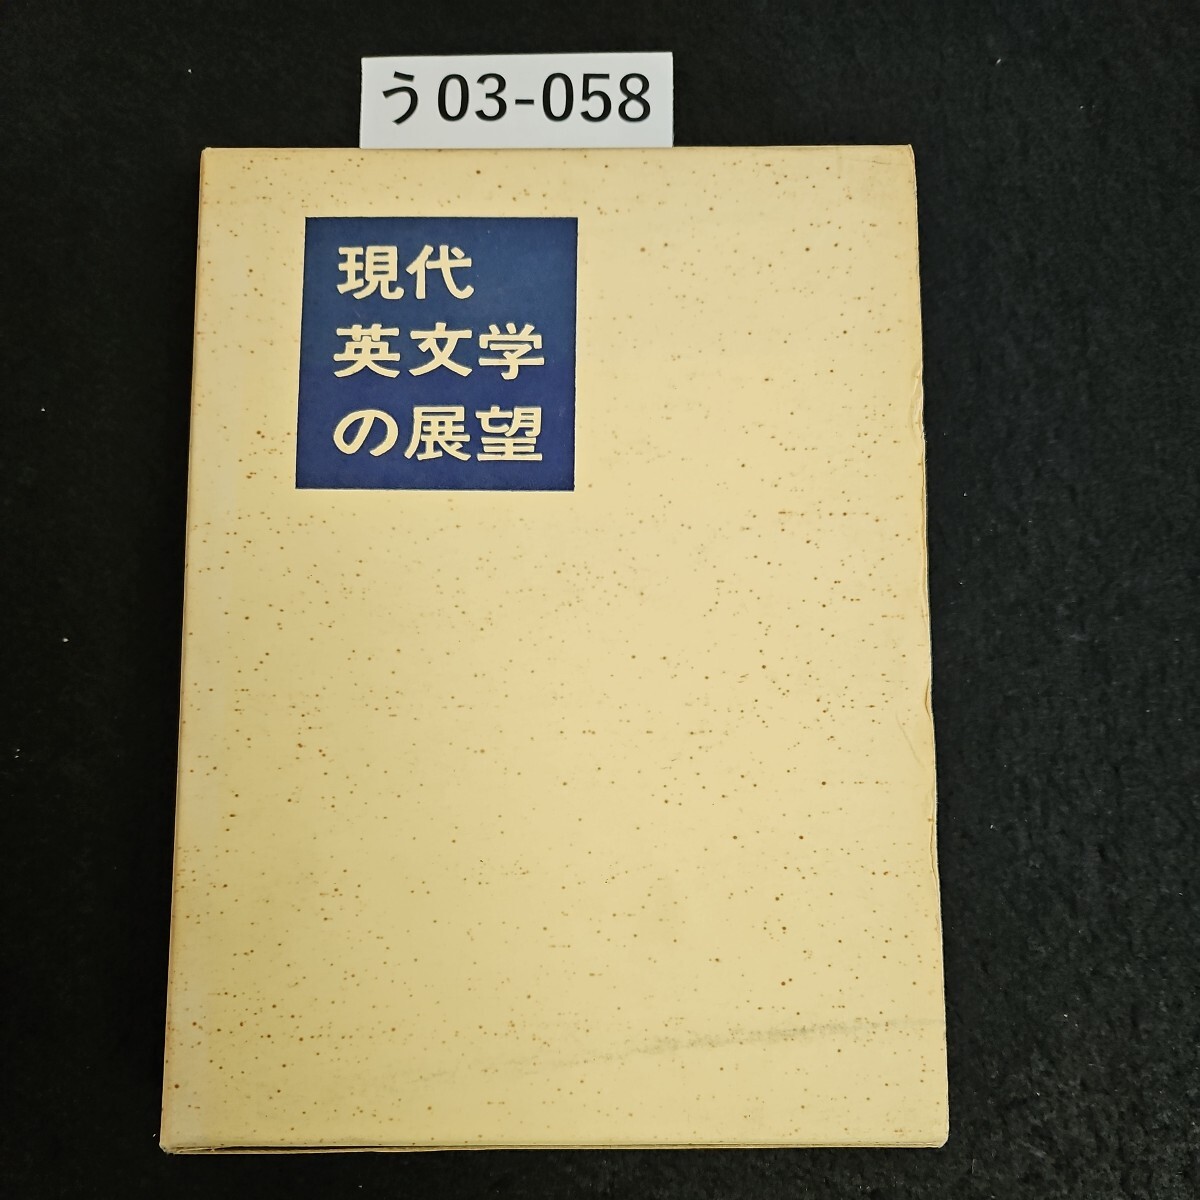 う03-058
現代
英文学
の展望